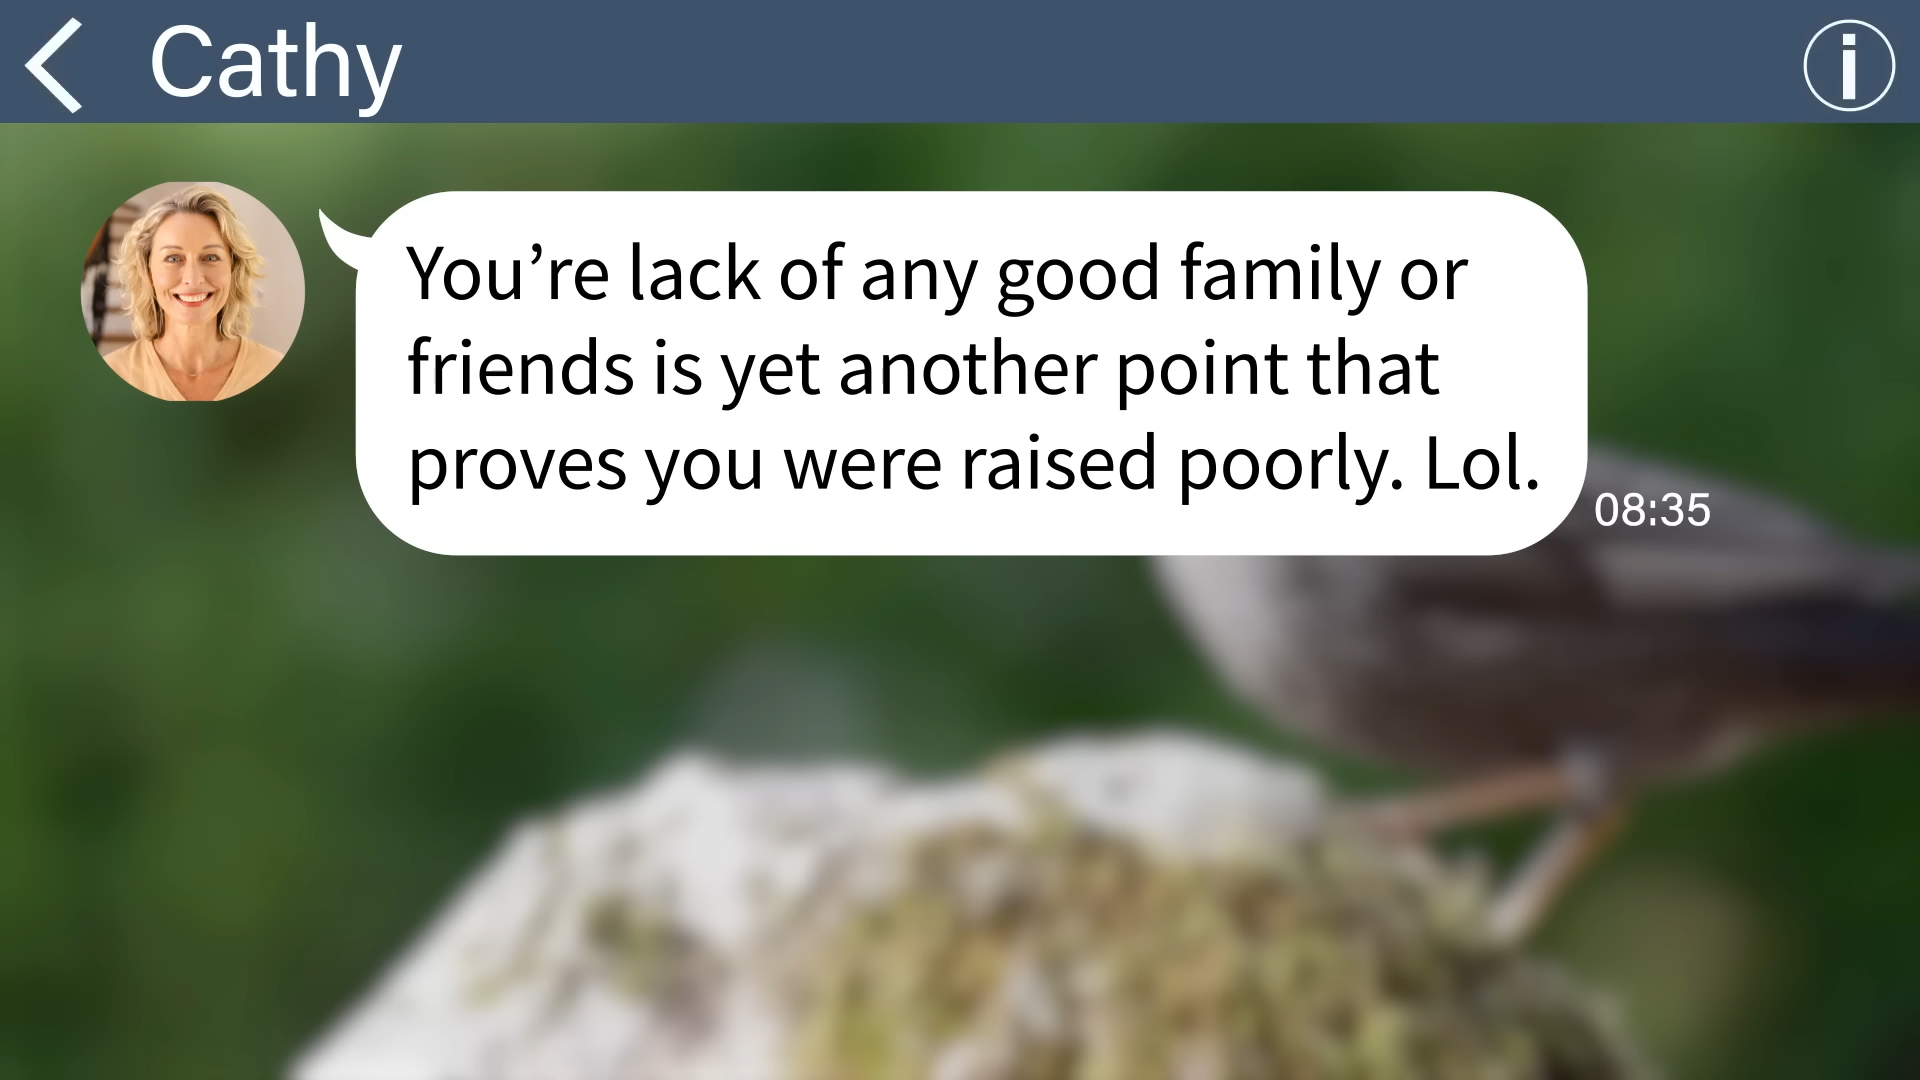 Cathy
You’re lack of any good family or
friends is yet another point that
proves you were raised poorly. Lol.
08:35